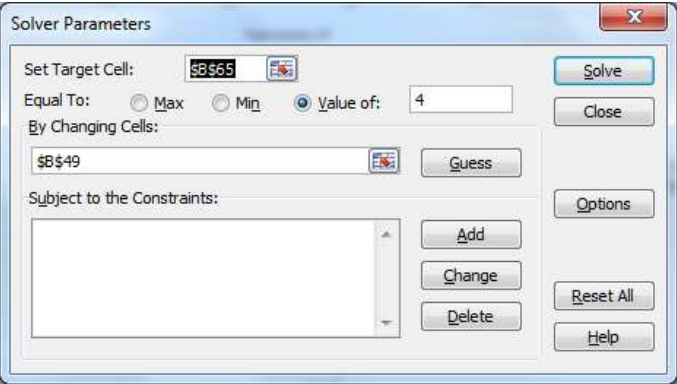 Solver Parameters
Set Target Cell: $B$65
Solve
Equal To: Max Min Value of: 4
Close
By Changing Cells:
$B$49
Guess
Subject to the Constraints:
Options
Add
Change
Reset All
Delete
Help